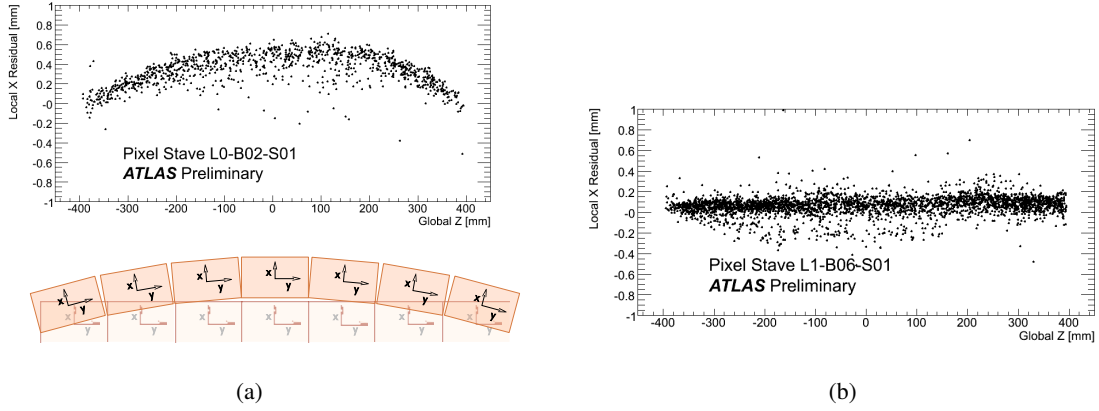 Local X Residual [mm]
1
0.8
0.6
0.4
0.2
-0
-0.2
-0.4
-0.6
-0.8
-1
Pixel Stave L0-B02-S01
ATLAS Preliminary
-400 -300 -200 -100 0 100 200 300 400
Global Z [mm]
x y x y x y x y x y x y x y
x y x y x y x y x y x y x y
(a)
Local X Residual [mm]
1
0.8
0.6
0.4
0.2
-0
-0.2
-0.4
-0.6
-0.8
-1
Pixel Stave L1-B06-S01
ATLAS Preliminary
-400 -300 -200 -100 0 100 200 300 400
Global Z [mm]
(b)